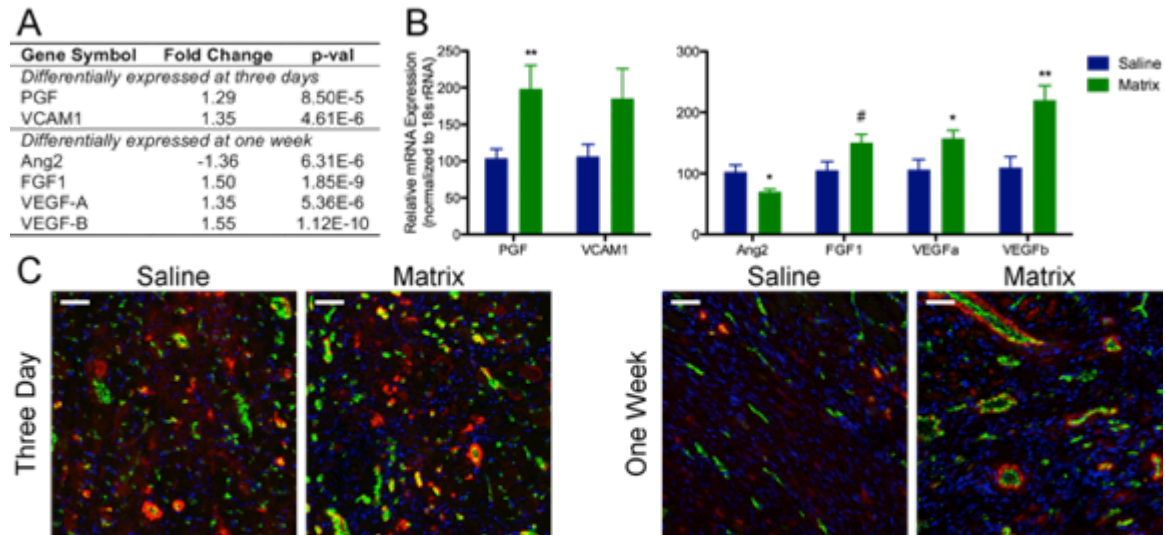 A
Gene Symbol Fold Change p-val
Differentially expressed at three days
PGF 1.29 8.50E-5
VCAM1 1.35 4.61E-6
Differentially expressed at one week
Ang2 -1.36 6.31E-6
FGF1 1.50 1.85E-9
VEGF-A 1.35 5.36E-6
VEGF-B 1.55 1.12E-10
B
Relative mRNA Expression
(normalized to 18s rRNA)
250
200
150
100
50
0
**
PGF VCAM1
300
200
100
0
*
#
*
**
Ang2 FGF1 VEGFa VEGFb
Saline
Matrix
C
Saline Matrix Saline Matrix
Three Day
One Week